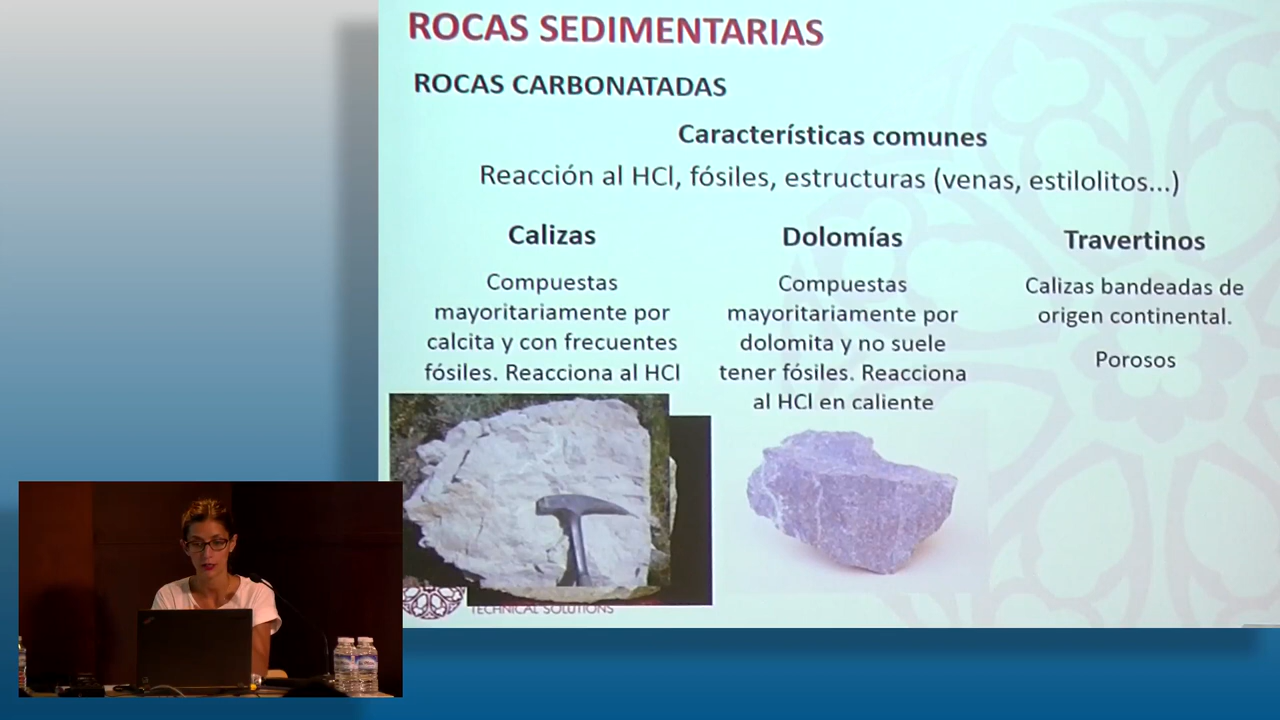 ROCAS SEDIMENTARIAS
ROCAS CARBONATADAS
Características comunes
Reacción al HCl, fósiles, estructuras (venas, estilolitos...)
Calizas
Compuestas
mayoritariamente por
calcita y con frecuentes
fósiles. Reacciona al HCl
Dolomías
Compuestas
mayoritariamente por
dolomita y no suele
tener fósiles. Reacciona
al HCl en caliente
Travertinos
Calizas bandeadas de
origen continental.
Porosos
TECHNICAL SOLUTIONS